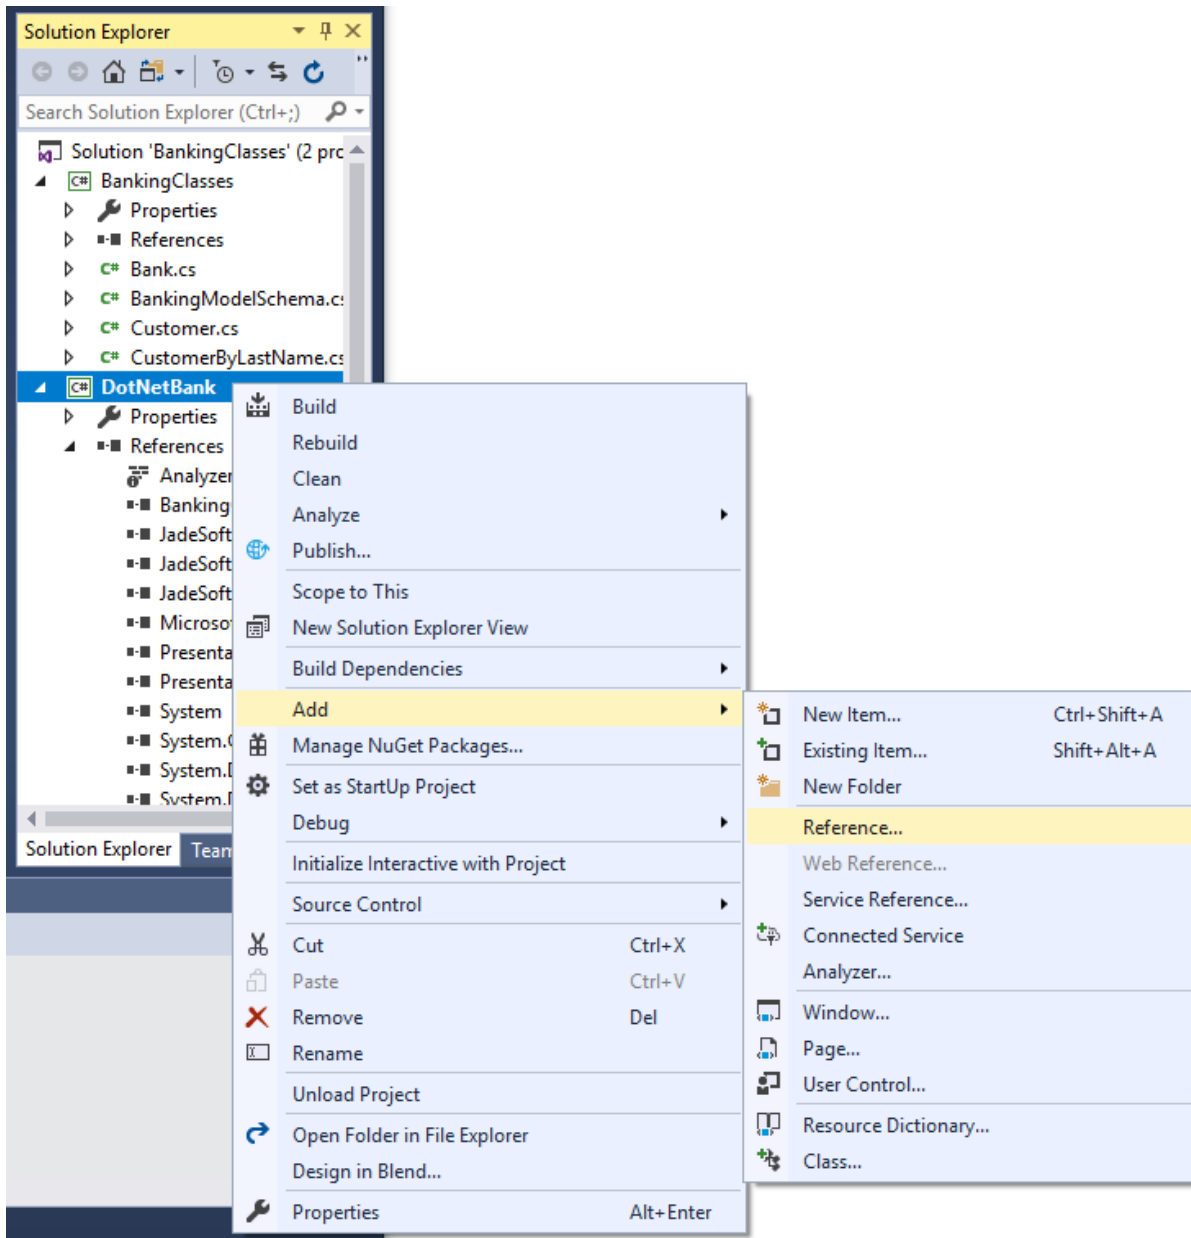 Solution Explorer
Search Solution Explorer (Ctrl+;)
Solution 'BankingClasses' (2 pro
C# BankingClasses
Properties
References
C# Bank.cs
C# BankingModelSchema.cs
C# Customer.cs
C# CustomerByLastName.cs
C# DotNetBank
Properties
References
Analyzer
Banking
JadeSoft
JadeSoft
JadeSoft
Microso
Presenta
Presenta
System
System.
System.
System.
Solution Explorer Team
Build
Rebuild
Clean
Analyze
Publish...
Scope to This
New Solution Explorer View
Build Dependencies
Add
Manage NuGet Packages...
Set as StartUp Project
Debug
Initialize Interactive with Project
Source Control
Cut Ctrl+X
Paste Ctrl+V
Remove Del
Rename
Unload Project
Open Folder in File Explorer
Design in Blend...
Properties Alt+Enter
New Item... Ctrl+Shift+A
Existing Item... Shift+Alt+A
New Folder
Reference...
Web Reference...
Service Reference...
Connected Service
Analyzer...
Window...
Page...
User Control...
Resource Dictionary...
Class...